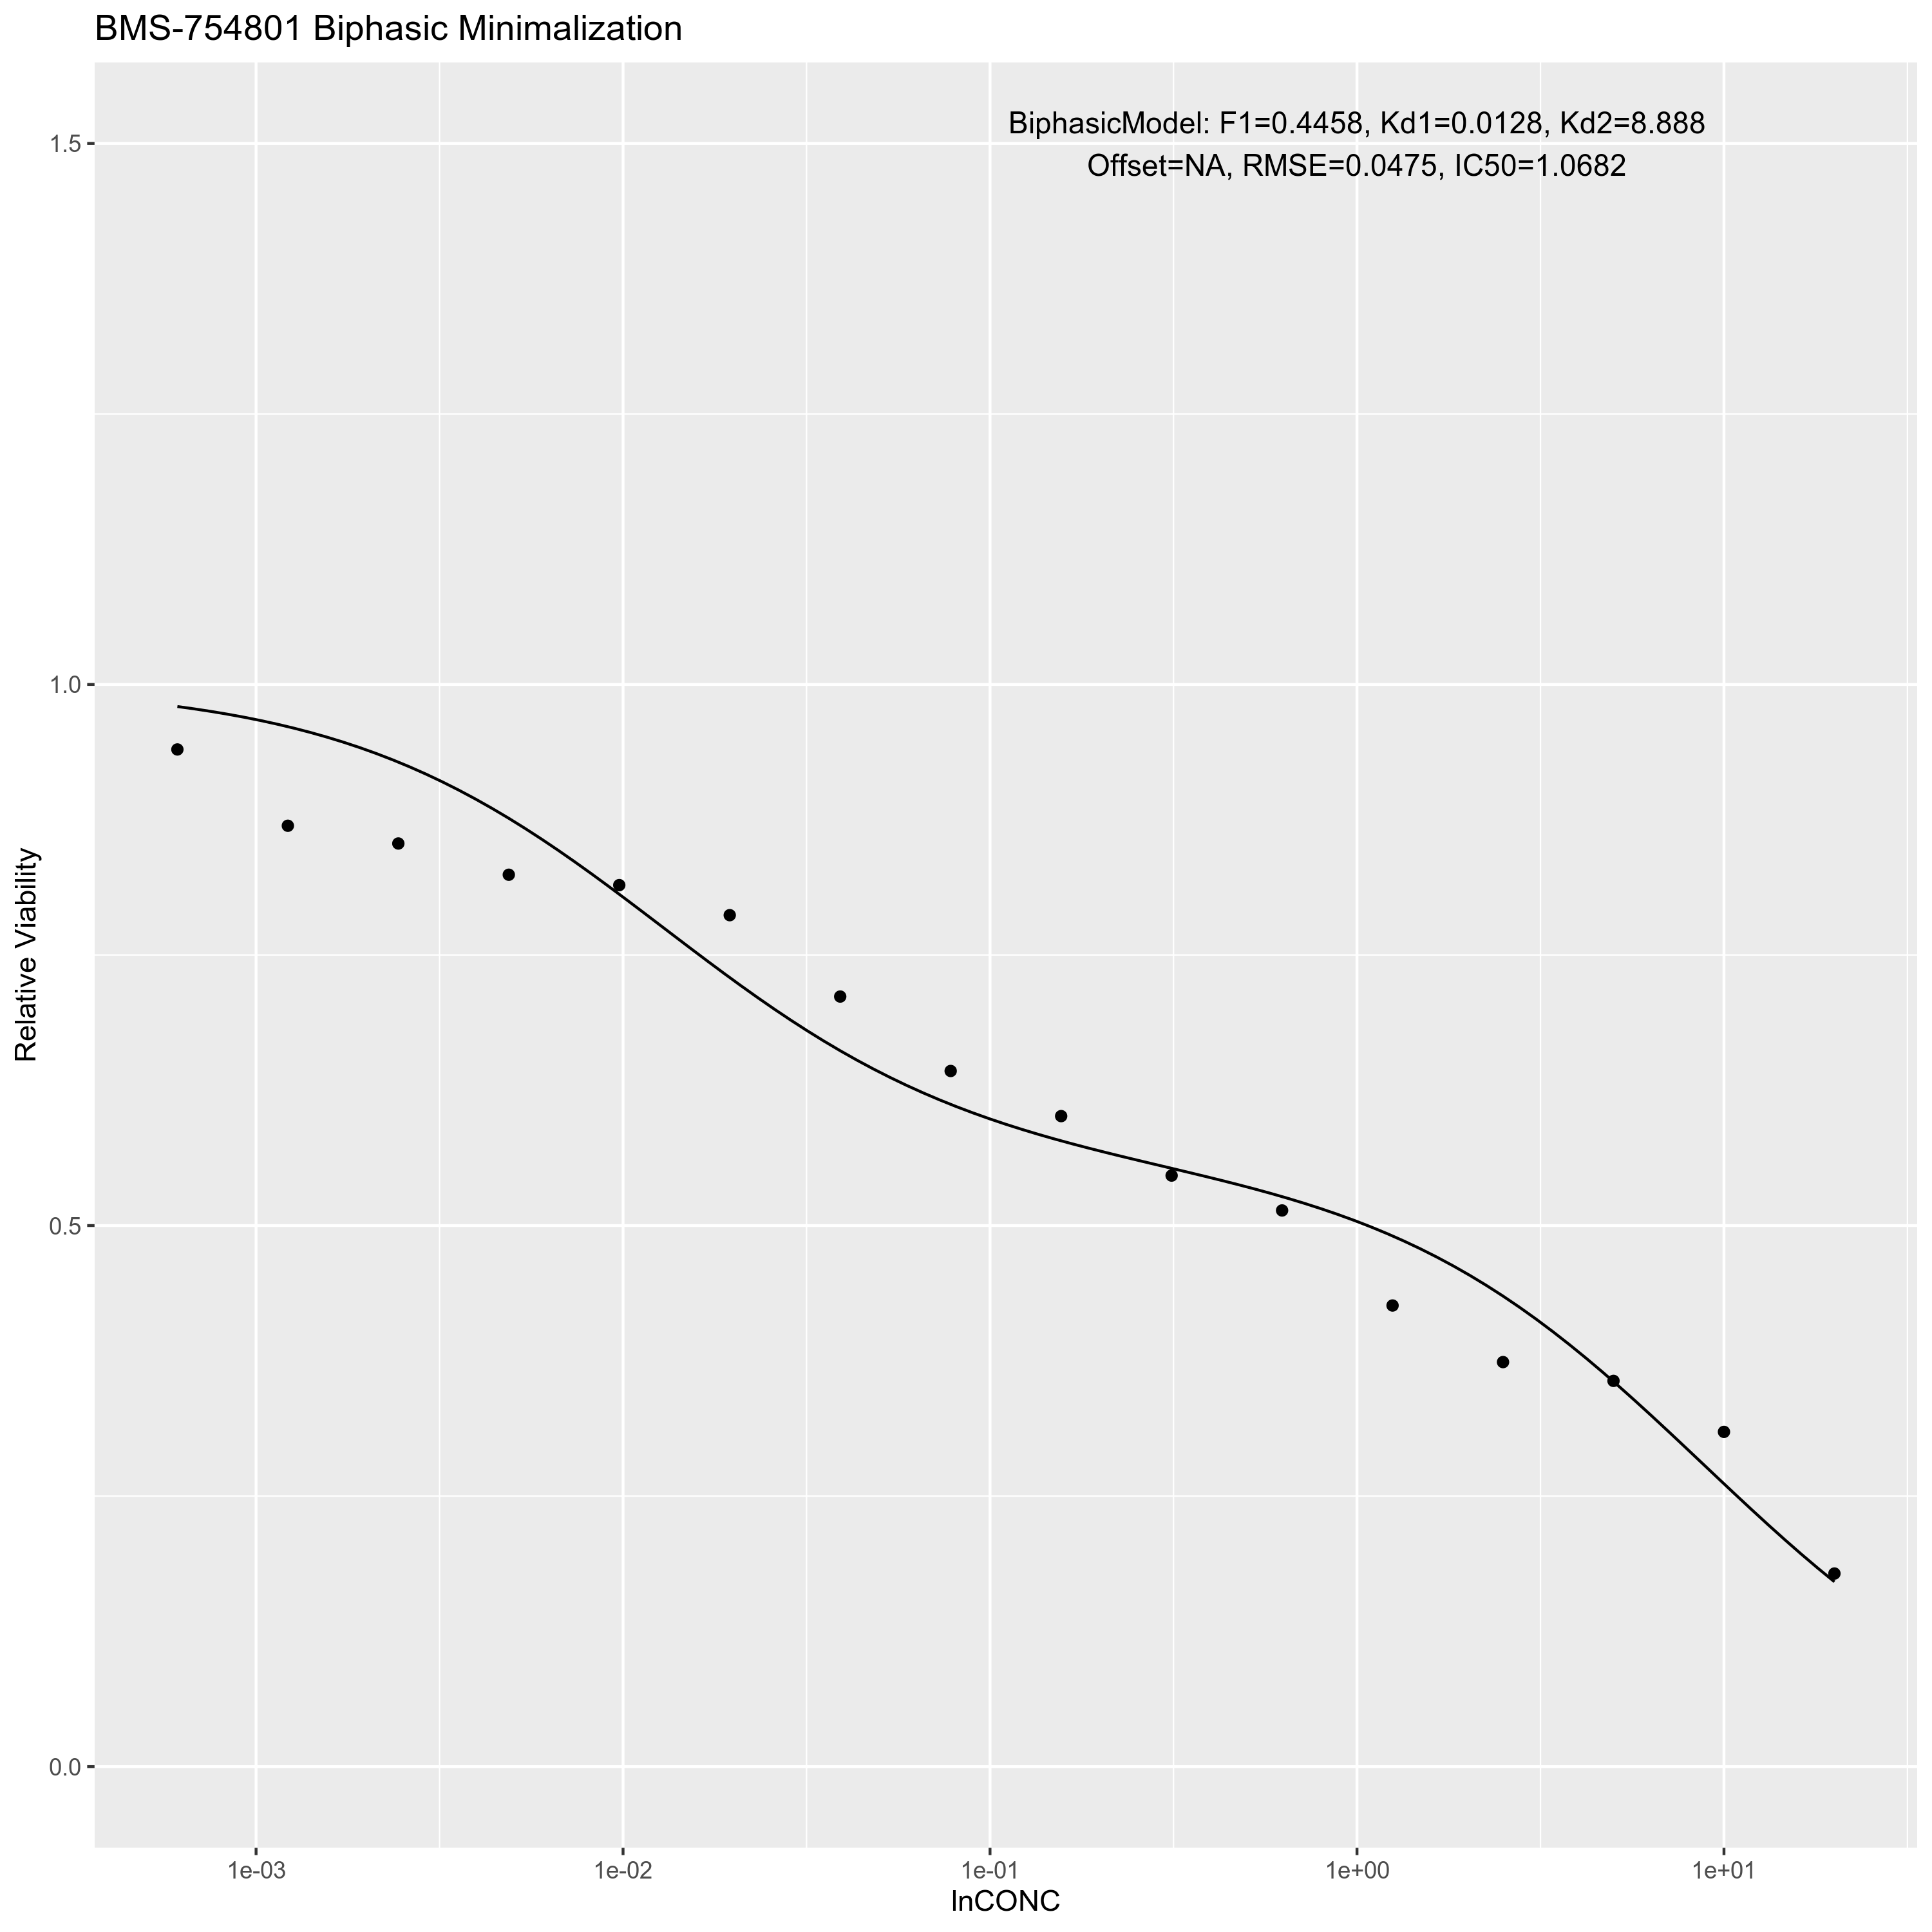 BMS-754801 Biphasic Minimalization
BiphasicModel: F1=0.4458, Kd1=0.0128, Kd2=8.888
Offset=NA, RMSE=0.0475, IC50=1.0682
1.5
1.0
0.5
0.0
Relative Viability
1e-03 1e-02 1e-01 1e+00 1e+01
lnCONC